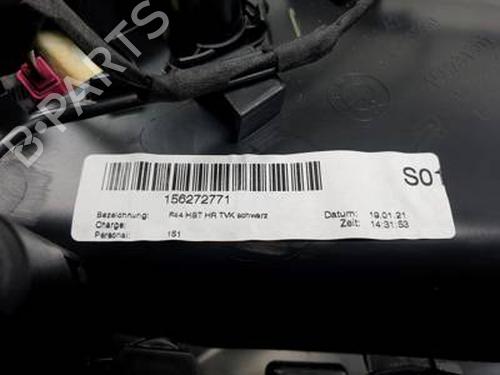 B-PARTS
S01
156272771
Bezeichnung: F44 HST HR TVK schwarz
Charge:
Personal: 151
Datum: 19.01.21
Zeit: 14:31:53